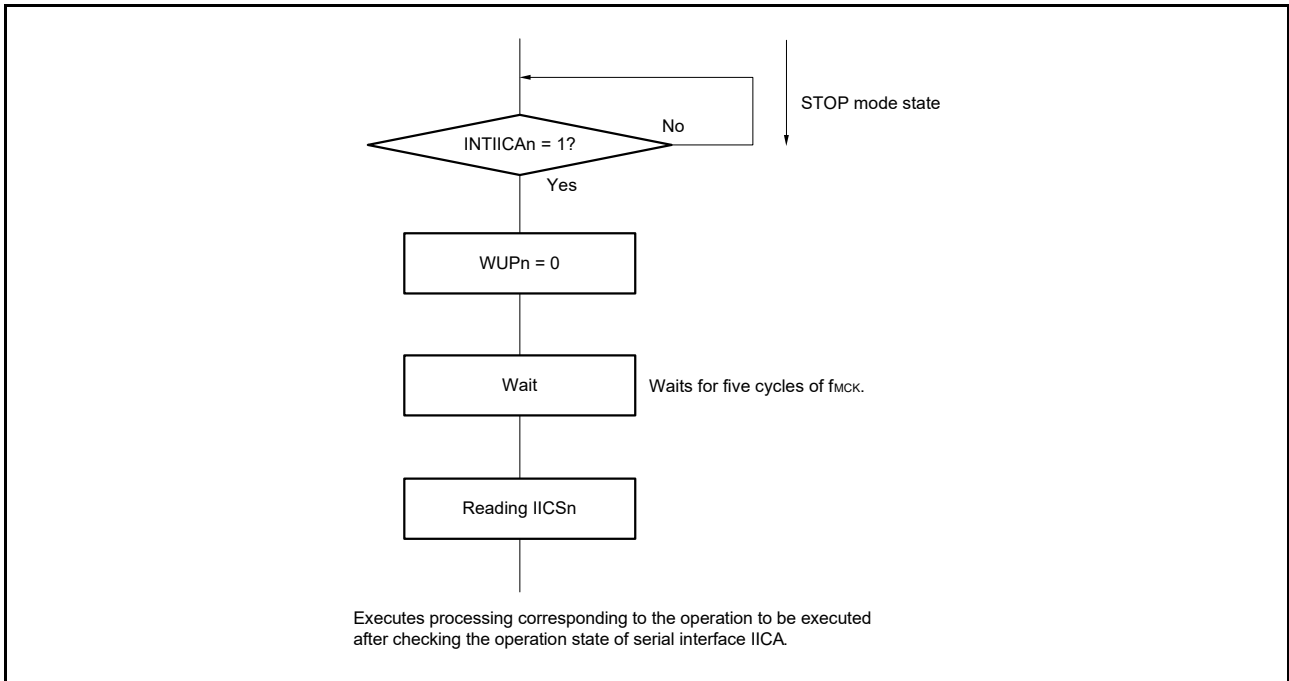 STOP mode state
No
INTIICAn = 1?
Yes
WUPn = 0
Wait
Waits for five cycles of fMCK.
Reading IICSn
Executes processing corresponding to the operation to be executed
after checking the operation state of serial interface IICA.